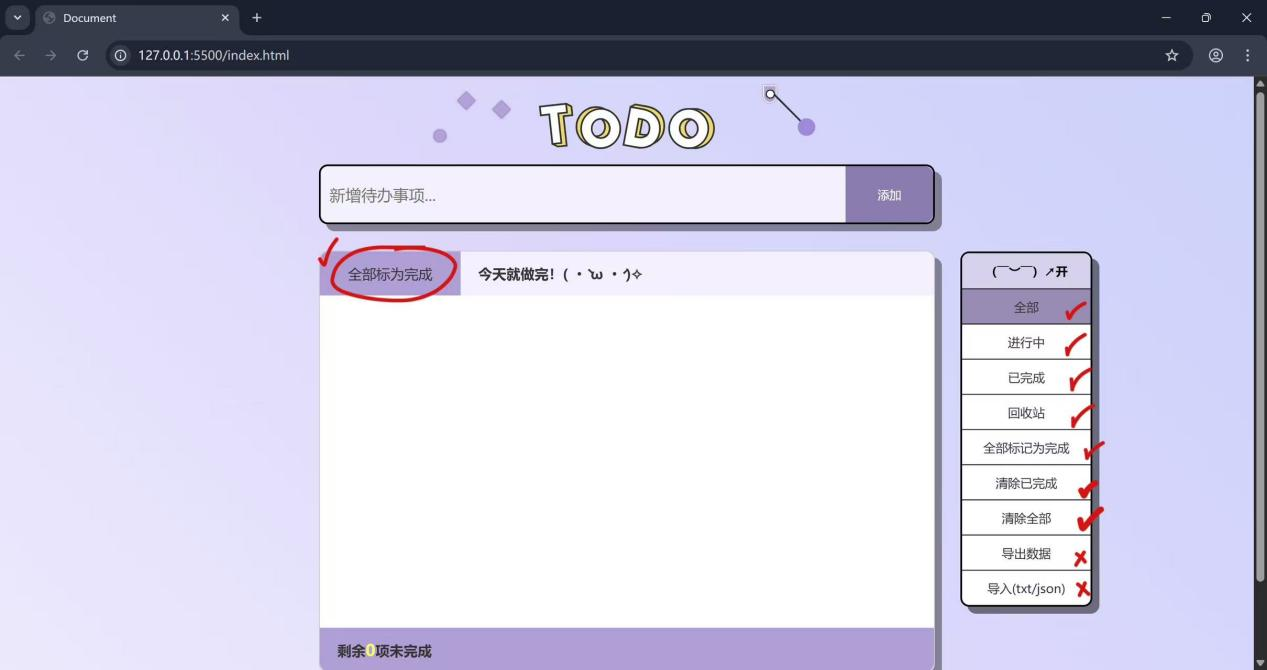 Document
127.0.0.1:5500/index.html
TODO
新增待办事项...
添加
全部标为完成
今天就做完!( ・̀ω・́)✧
(￣︶￣)↗开
全部
进行中
已完成
回收站
全部标记为完成
清除已完成
清除全部
导出数据
导入(txt/json)
剩余0项未完成